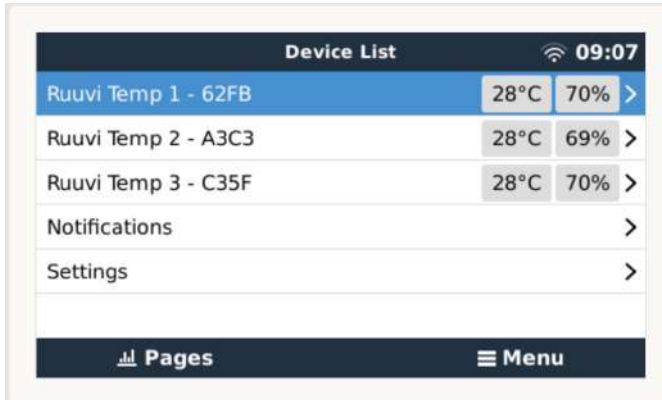 Device List 09:07
Ruuvi Temp 1 - 62FB 28°C 70%
Ruuvi Temp 2 - A3C3 28°C 69%
Ruuvi Temp 3 - C35F 28°C 70%
Notifications
Settings
Pages Menu